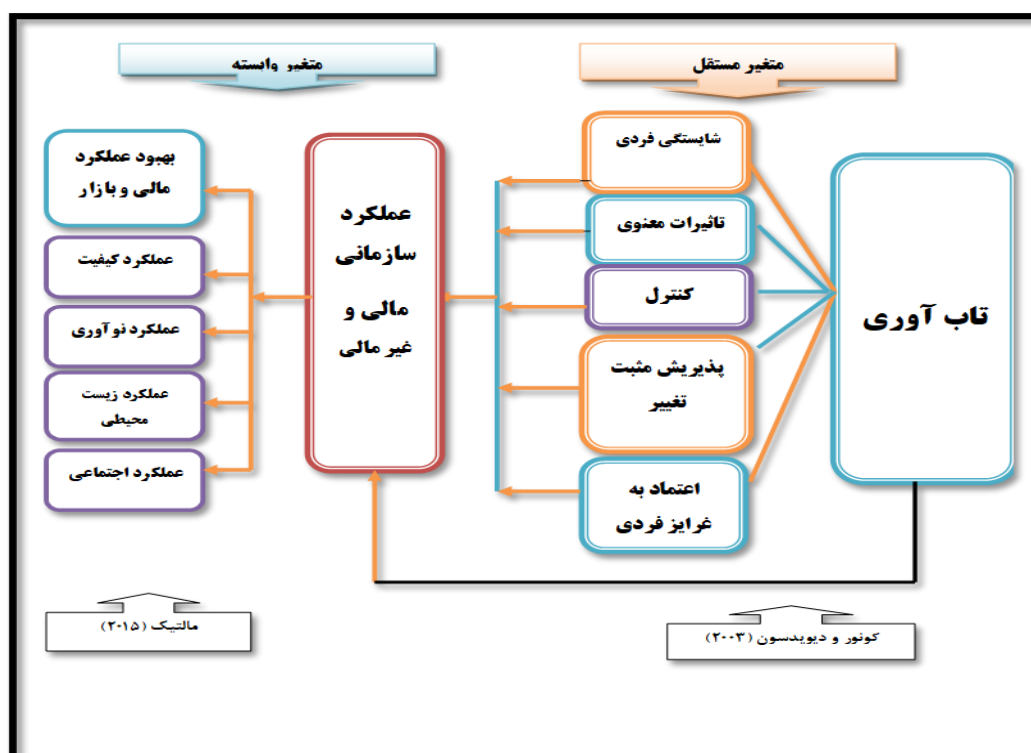 متغیر مستقل
متغیر وابسته
تاب آوری
شایستگی فردی
تاثیرات معنوی
کنترل
پذیریش مثبت
تغییر
اعتماد به
غرایز فردی
عملکرد
سازمانی
مالی و
غیر مالی
بهبود عملکرد
مالی و بازار
عملکرد کیفیت
عملکرد نوآوری
عملکرد زیست
محیطی
عملکرد اجتماعی
کونور و دیویدسون (۲۰۰۳)
مالتیک (۲۰۱۵)